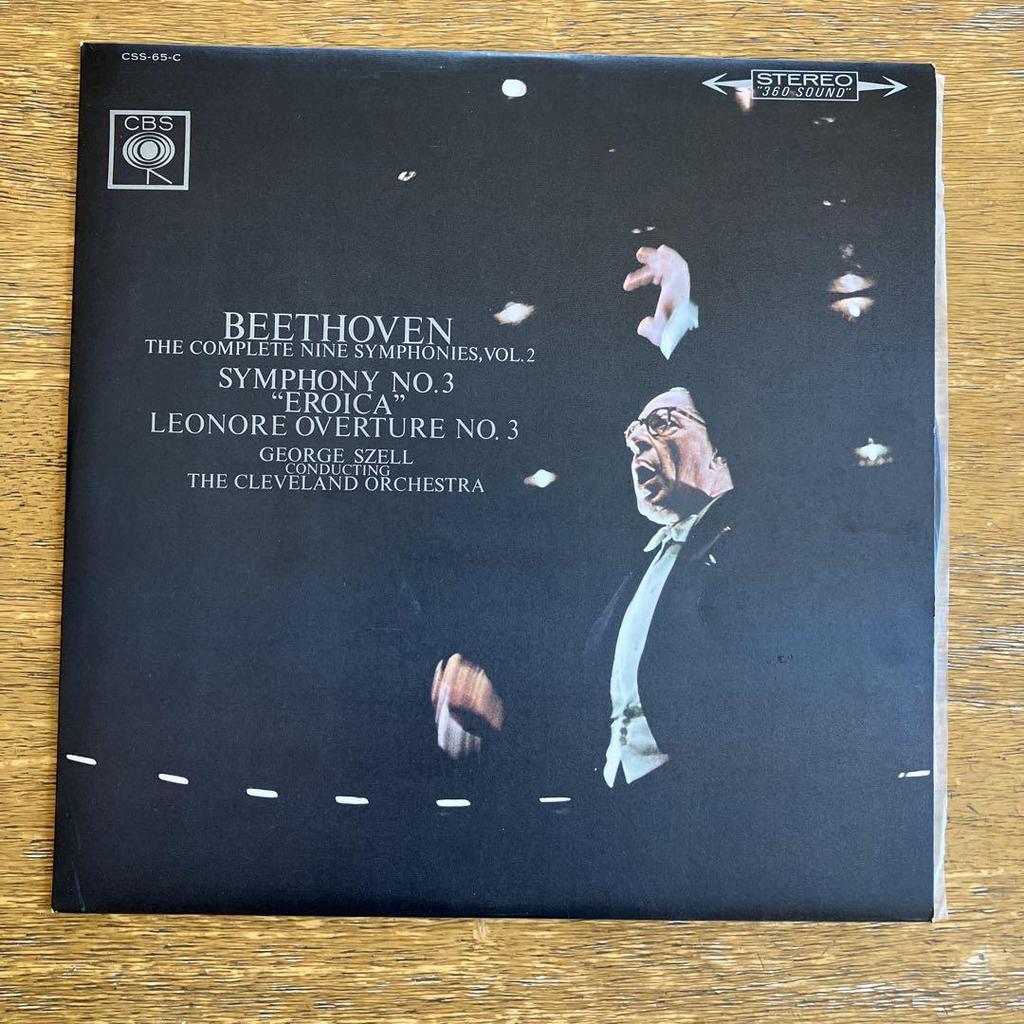 CSS-65-C
STEREO
"360 SOUND"
CBS
BEETHOVEN
THE COMPLETE NINE SYMPHONIES, VOL. 2
SYMPHONY NO. 3
“EROICA”
LEONORE OVERTURE NO. 3
GEORGE SZELL
CONDUCTING
THE CLEVELAND ORCHESTRA